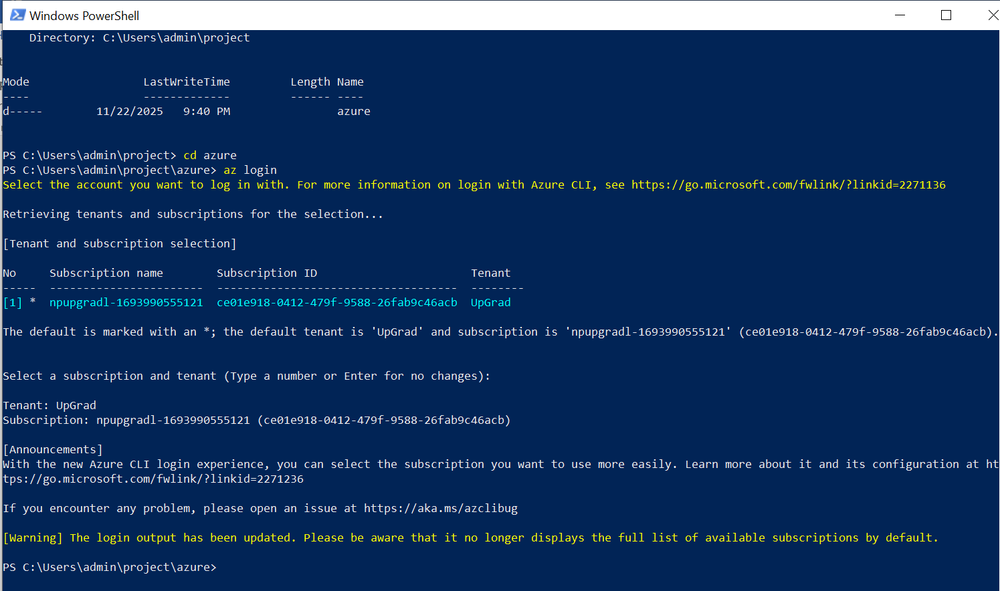 Windows PowerShell
Directory: C:\Users\admin\project
Mode LastWriteTime Length Name
---- ------------- ------ ----
d----- 11/22/2025 9:40 PM azure
PS C:\Users\admin\project> cd azure
PS C:\Users\admin\project\azure> az login
Select the account you want to log in with. For more information on login with Azure CLI, see https://go.microsoft.com/fwlink/?linkid=2271136
Retrieving tenants and subscriptions for the selection...
[Tenant and subscription selection]
No Subscription name Subscription ID Tenant
----- ----------------------- ------------------------------------ --------
[1] * npupgradl-1693990555121 ce01e918-0412-479f-9588-26fab9c46acb UpGrad
The default is marked with an *; the default tenant is 'UpGrad' and subscription is 'npupgradl-1693990555121' (ce01e918-0412-479f-9588-26fab9c46acb).
Select a subscription and tenant (Type a number or Enter for no changes):
Tenant: UpGrad
Subscription: npupgradl-1693990555121 (ce01e918-0412-479f-9588-26fab9c46acb)
[Announcements]
With the new Azure CLI login experience, you can select the subscription you want to use more easily. Learn more about it and its configuration at ht
tps://go.microsoft.com/fwlink/?linkid=2271236
If you encounter any problem, please open an issue at https://aka.ms/azclibug
[Warning] The login output has been updated. Please be aware that it no longer displays the full list of available subscriptions by default.
PS C:\Users\admin\project\azure>